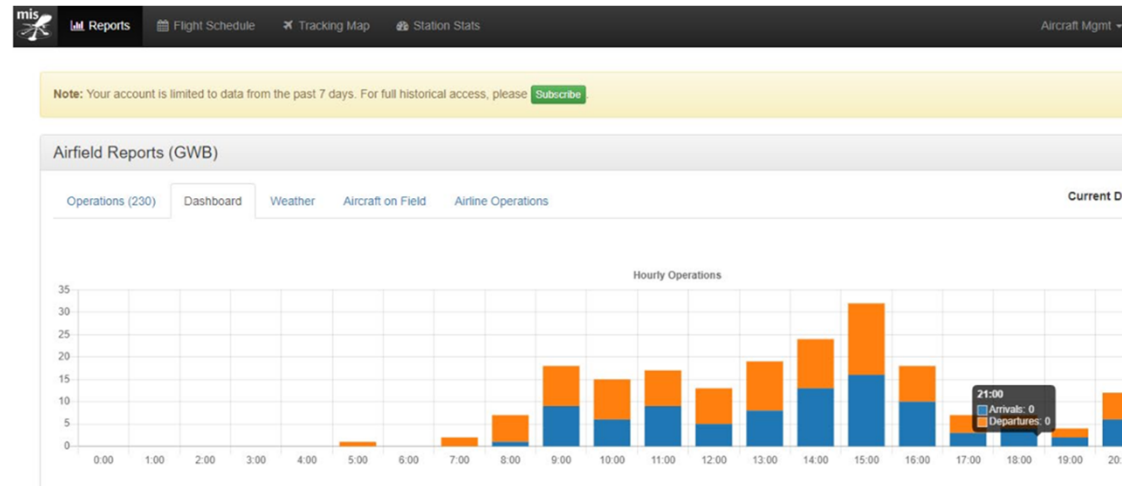 mis
Reports Flight Schedule Tracking Map Station Stats Aircraft Mgmt
Note: Your account is limited to data from the past 7 days. For full historical access, please Subscribe.
Airfield Reports (GWB)
Operations (230) Dashboard Weather Aircraft on Field Airline Operations Current D
Hourly Operations
35
30
25
20
15
10
5
0
21:00
Arrivals: 0
Departures: 0
0:00 1:00 2:00 3:00 4:00 5:00 6:00 7:00 8:00 9:00 10:00 11:00 12:00 13:00 14:00 15:00 16:00 17:00 18:00 19:00 20: